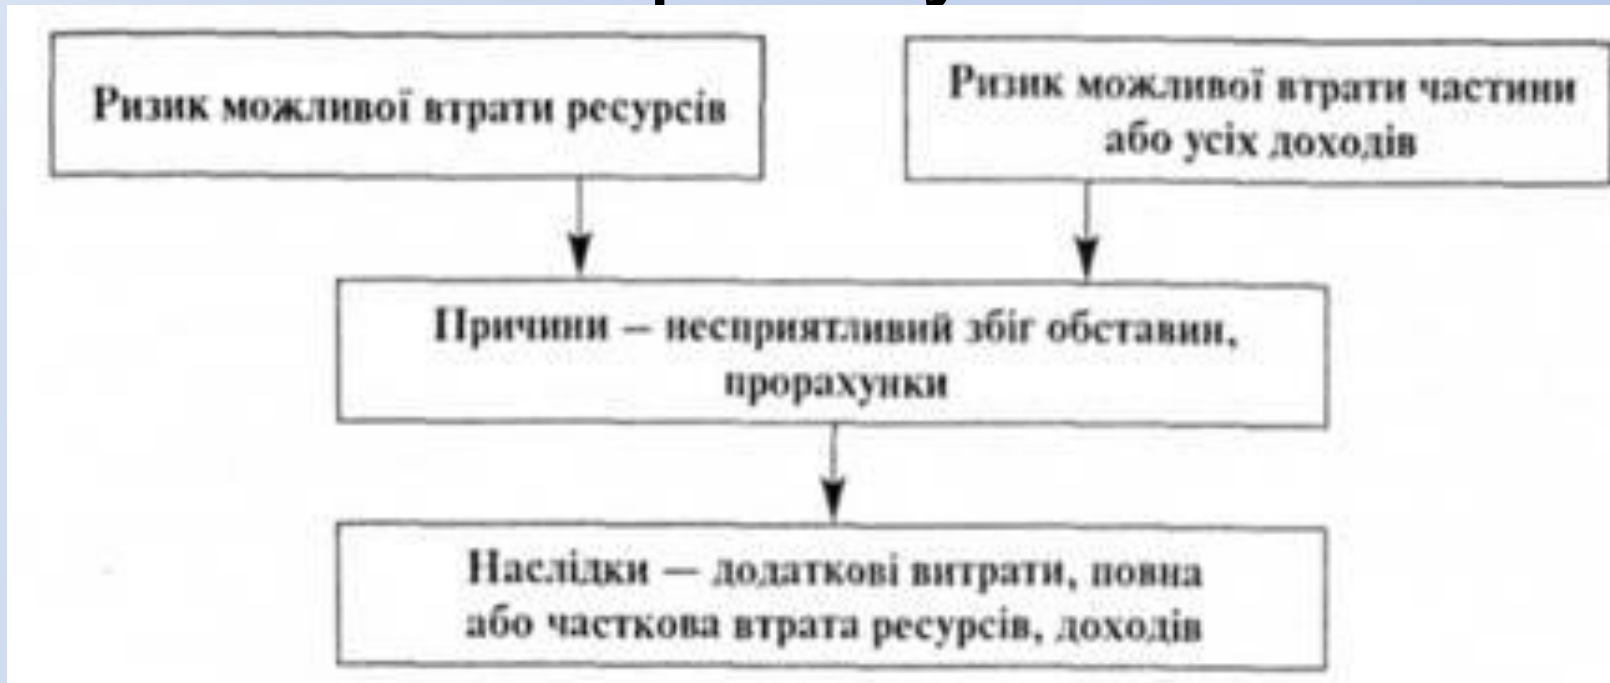 Ризик можливої втрати ресурсів
Ризик можливої втрати частини
або усіх доходів
Причини – несприятливий збіг обставин,
прорахунки
Наслідки — додаткові витрати, повна
або часткова втрата ресурсів, доходів